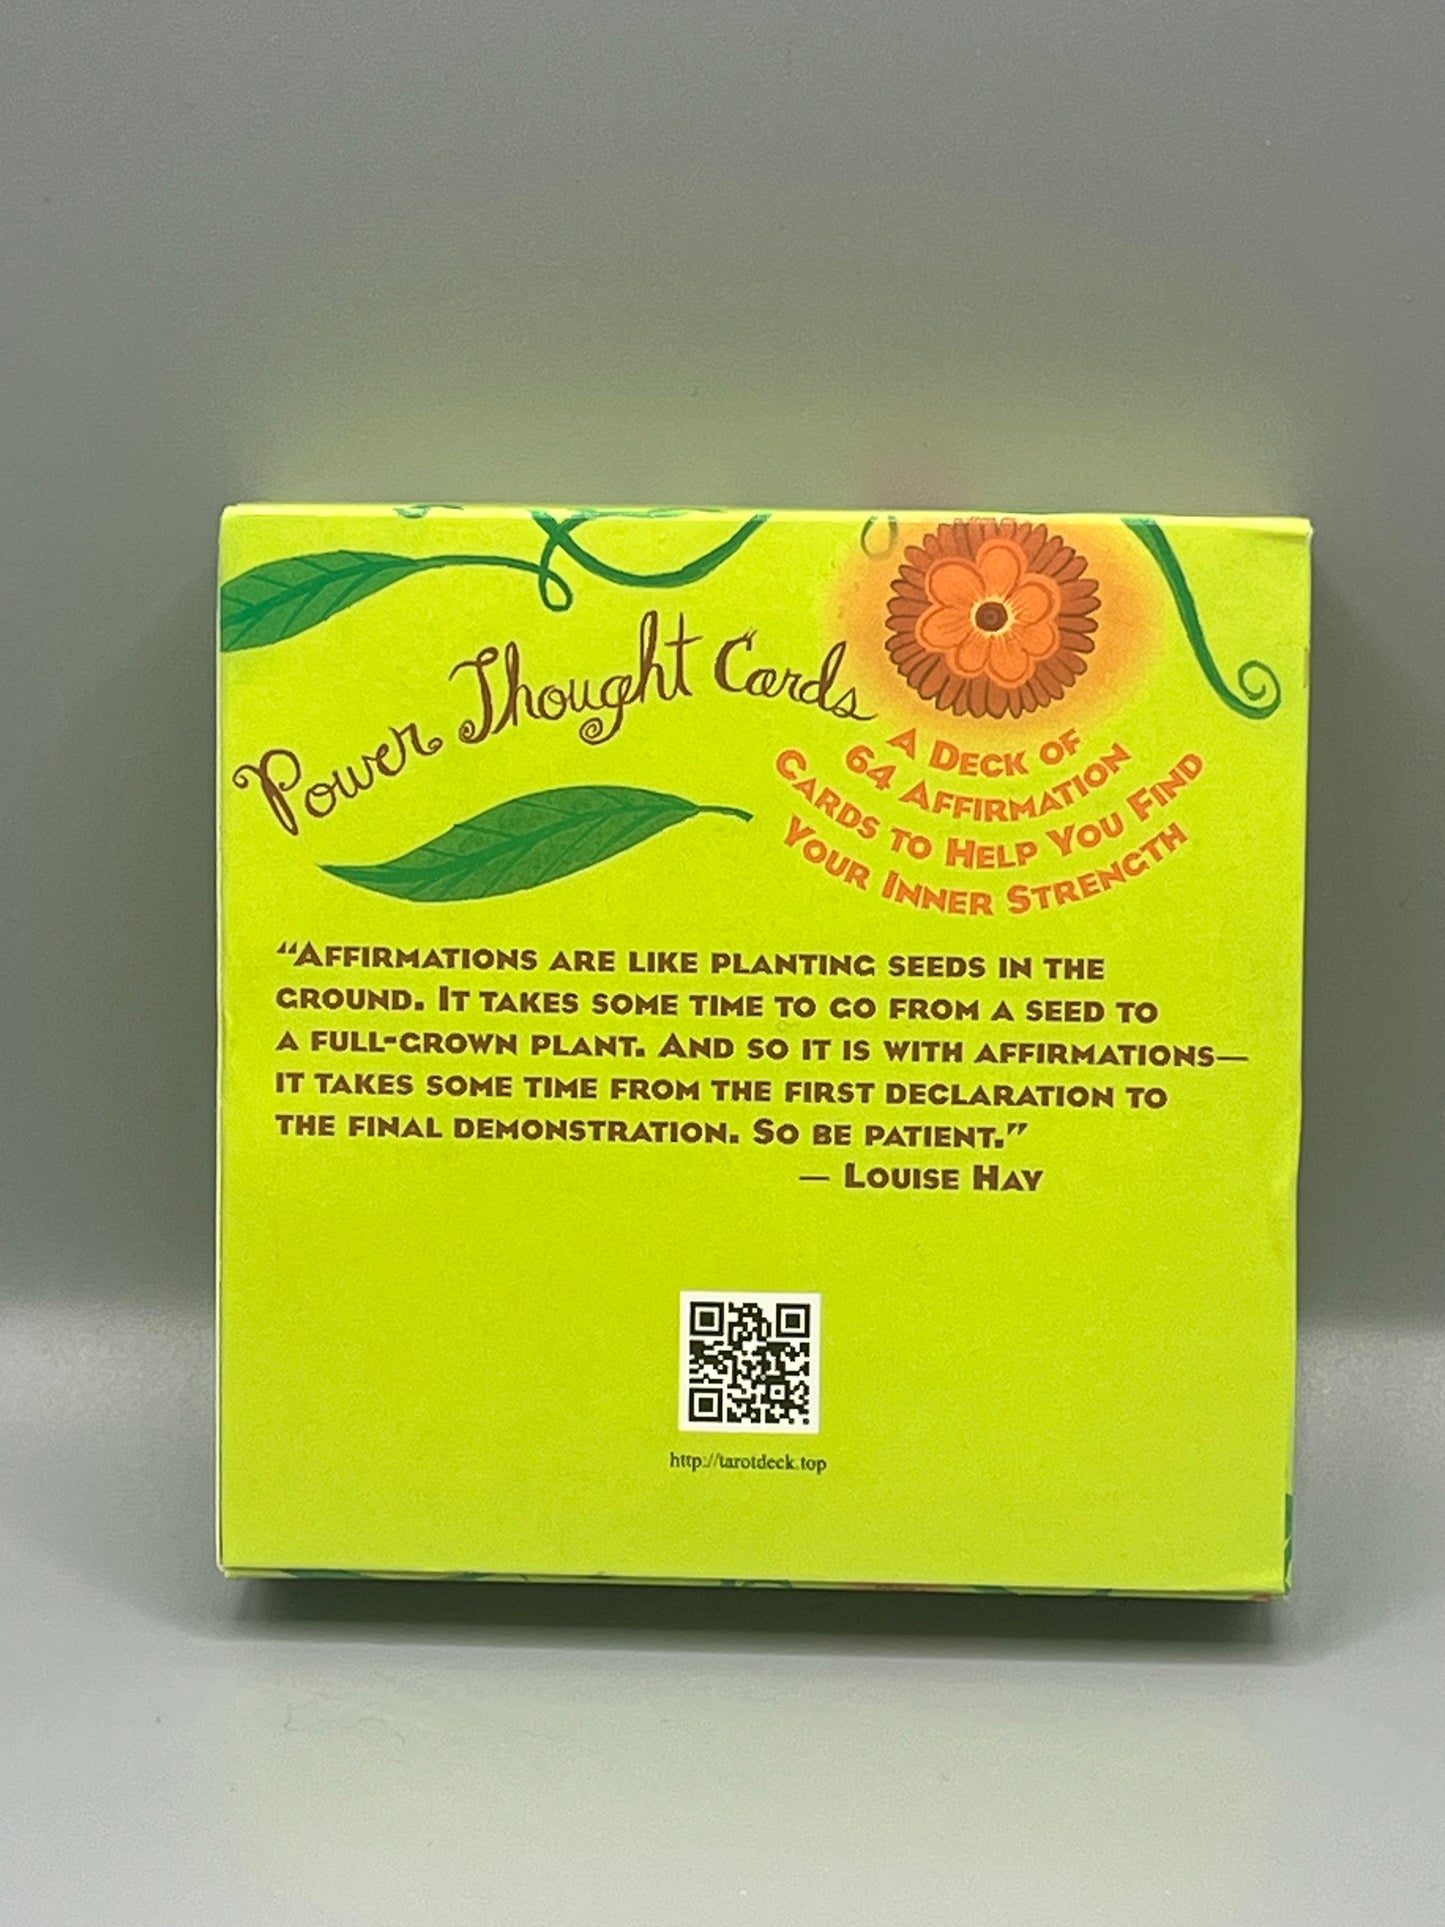 Power Thought Cards
A DECK OF
64 AFFIRMATION
CARDS TO HELP YOU FIND
YOUR INNER STRENGTH
“AFFIRMATIONS ARE LIKE PLANTING SEEDS IN THE
GROUND. IT TAKES SOME TIME TO GO FROM A SEED TO
A FULL-GROWN PLANT. AND SO IT IS WITH AFFIRMATIONS—
IT TAKES SOME TIME FROM THE FIRST DECLARATION TO
THE FINAL DEMONSTRATION. SO BE PATIENT.”
— LOUISE HAY
http://tarotdeck.top